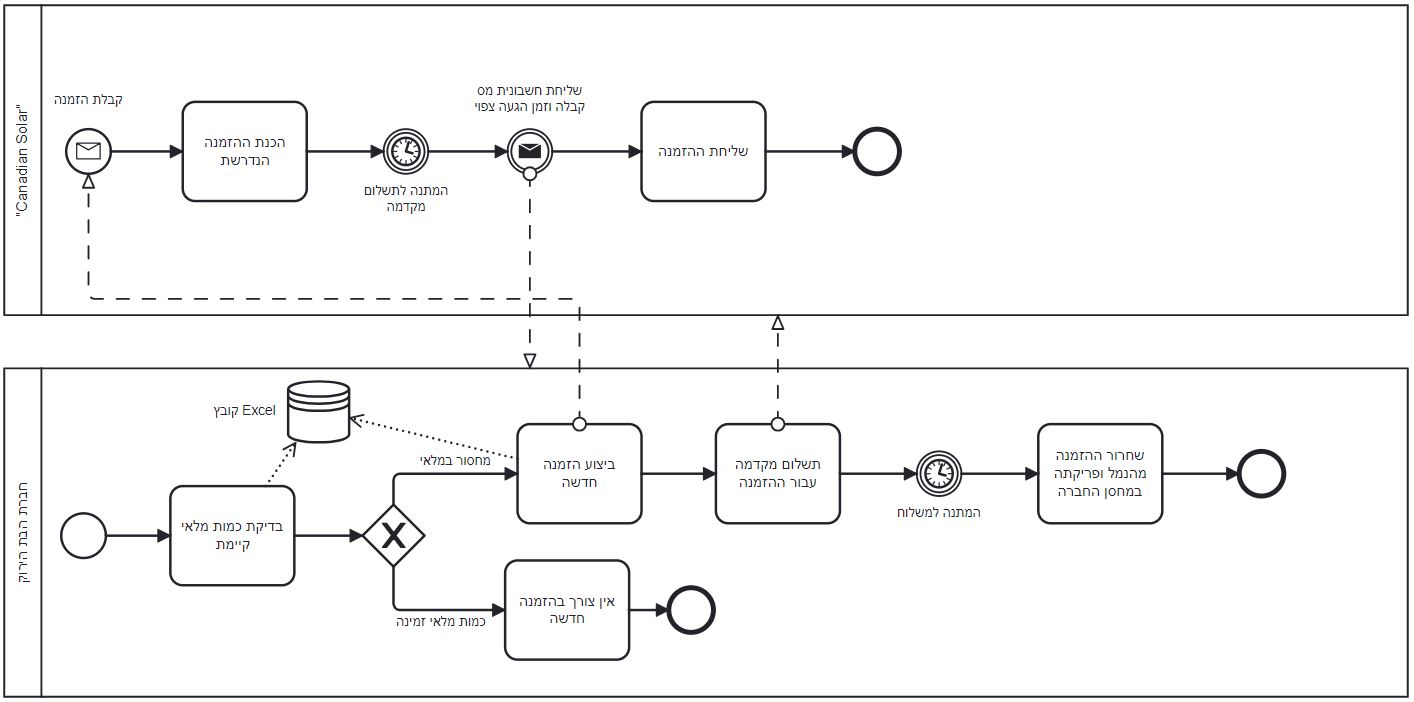 "Canadian Solar"
קבלת הזמנה
הכנת ההזמנה
הנדרשת
המתנה לתשלום
מקדמה
שליחת חשבונית מס
קבלה וזמן הגעה צפוי
שליחת ההזמנה
חברת הבת הירוק
קובץ Excel
בדיקת כמות מלאי
קיימת
מחסור במלאי
כמות מלאי זמינה
ביצוע הזמנה
חדשה
תשלום מקדמה
עבור ההזמנה
המתנה למשלוח
שחרור ההזמנה
מהנמל ופריקתה
במחסן החברה
אין צורך בהזמנה
חדשה